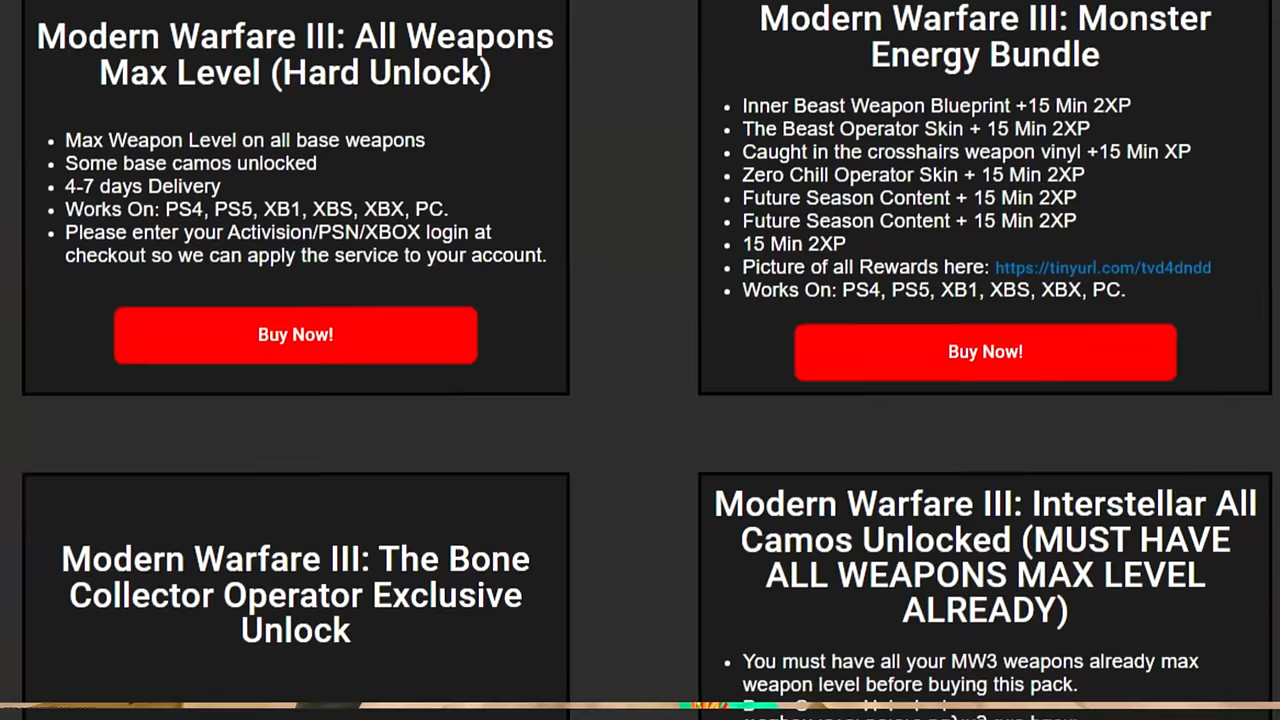 Modern Warfare III: All Weapons
Max Level (Hard Unlock)
• Max Weapon Level on all base weapons
• Some base camos unlocked
• 4-7 days Delivery
• Works On: PS4, PS5, XB1, XBS, XBX, PC.
• Please enter your Activision/PSN/XBOX login at
checkout so we can apply the service to your account.
Buy Now!
Modern Warfare III: Monster
Energy Bundle
• Inner Beast Weapon Blueprint +15 Min 2XP
• The Beast Operator Skin + 15 Min 2XP
• Caught in the crosshairs weapon vinyl +15 Min XP
• Zero Chill Operator Skin + 15 Min 2XP
• Future Season Content + 15 Min 2XP
• Future Season Content + 15 Min 2XP
• 15 Min 2XP
• Picture of all Rewards here: https://tinyurl.com/tvd4dndd
• Works On: PS4, PS5, XB1, XBS, XBX, PC.
Buy Now!
Modern Warfare III: The Bone
Collector Operator Exclusive
Unlock
Modern Warfare III: Interstellar All
Camos Unlocked (MUST HAVE
ALL WEAPONS MAX LEVEL
ALREADY)
• You must have all your MW3 weapons already max
weapon level before buying this pack.